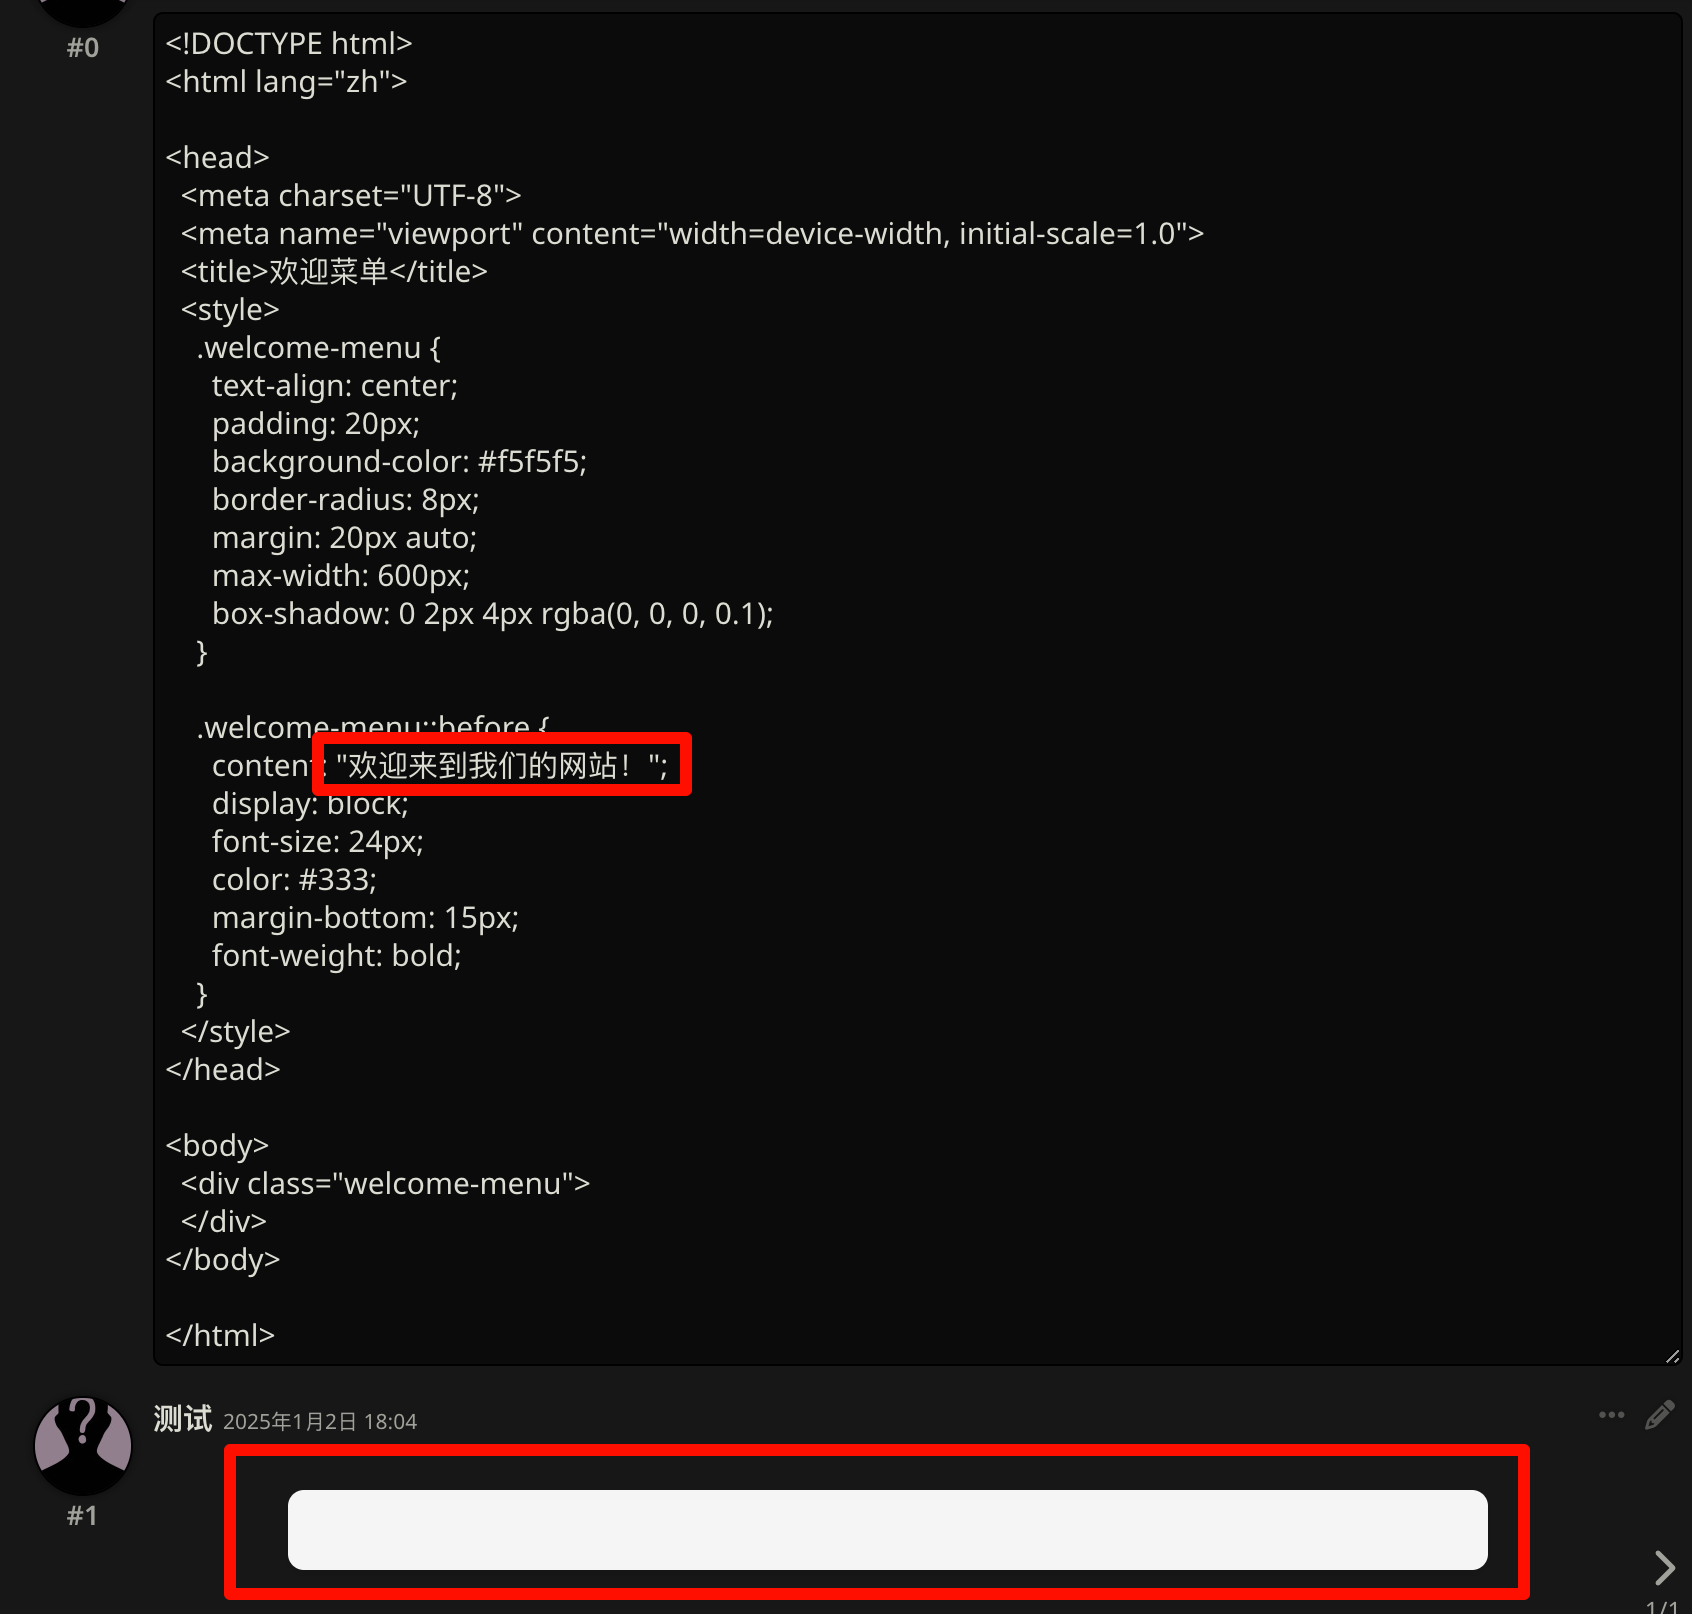 #0
<!DOCTYPE html>
<html lang="zh">
<head>
<meta charset="UTF-8">
<meta name="viewport" content="width=device-width, initial-scale=1.0">
<title>欢迎菜单</title>
<style>
.welcome-menu {
text-align: center;
padding: 20px;
background-color: #f5f5f5;
border-radius: 8px;
margin: 20px auto;
max-width: 600px;
box-shadow: 0 2px 4px rgba(0, 0, 0, 0.1);
}
.welcome-menu::before {
content: "欢迎来到我们的网站！";
display: block;
font-size: 24px;
color: #333;
margin-bottom: 15px;
font-weight: bold;
}
</style>
</head>
<body>
<div class="welcome-menu">
</div>
</body>
</html>
测试 2025年1月2日 18:04
#1
1/1